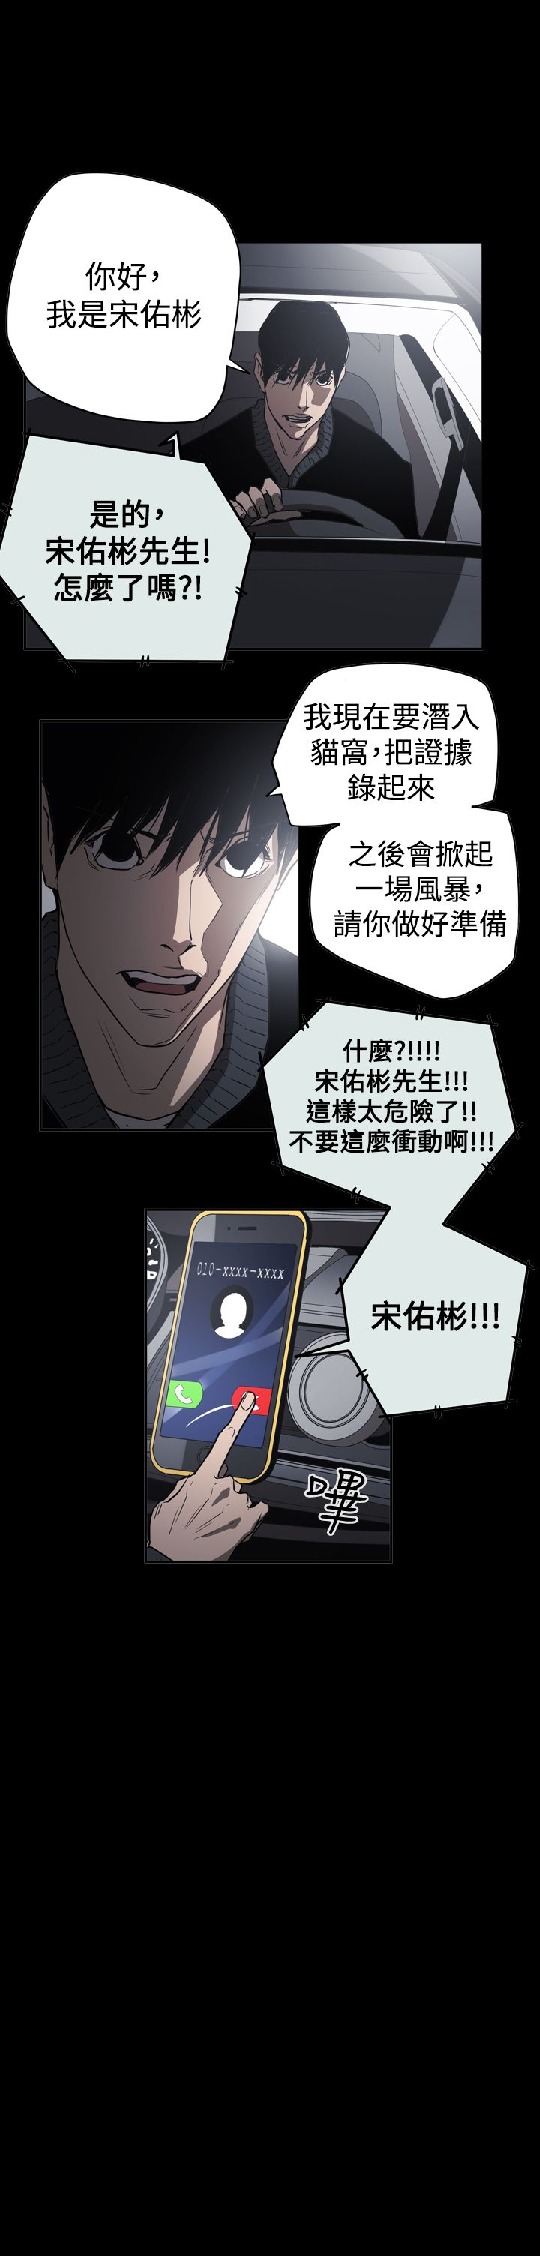 你好，
我是宋佑彬
是的，
宋佑彬先生!
怎麼了嗎?!
我現在要潛入
貓窩，把證據
錄起來
之後會掀起
一場風暴，
請你做好準備
什麼?!!!!
宋佑彬先生!!!
這樣太危險了!!
不要這麼衝動啊!!!
010-xxxx-xxxx
宋佑彬!!!
嗶